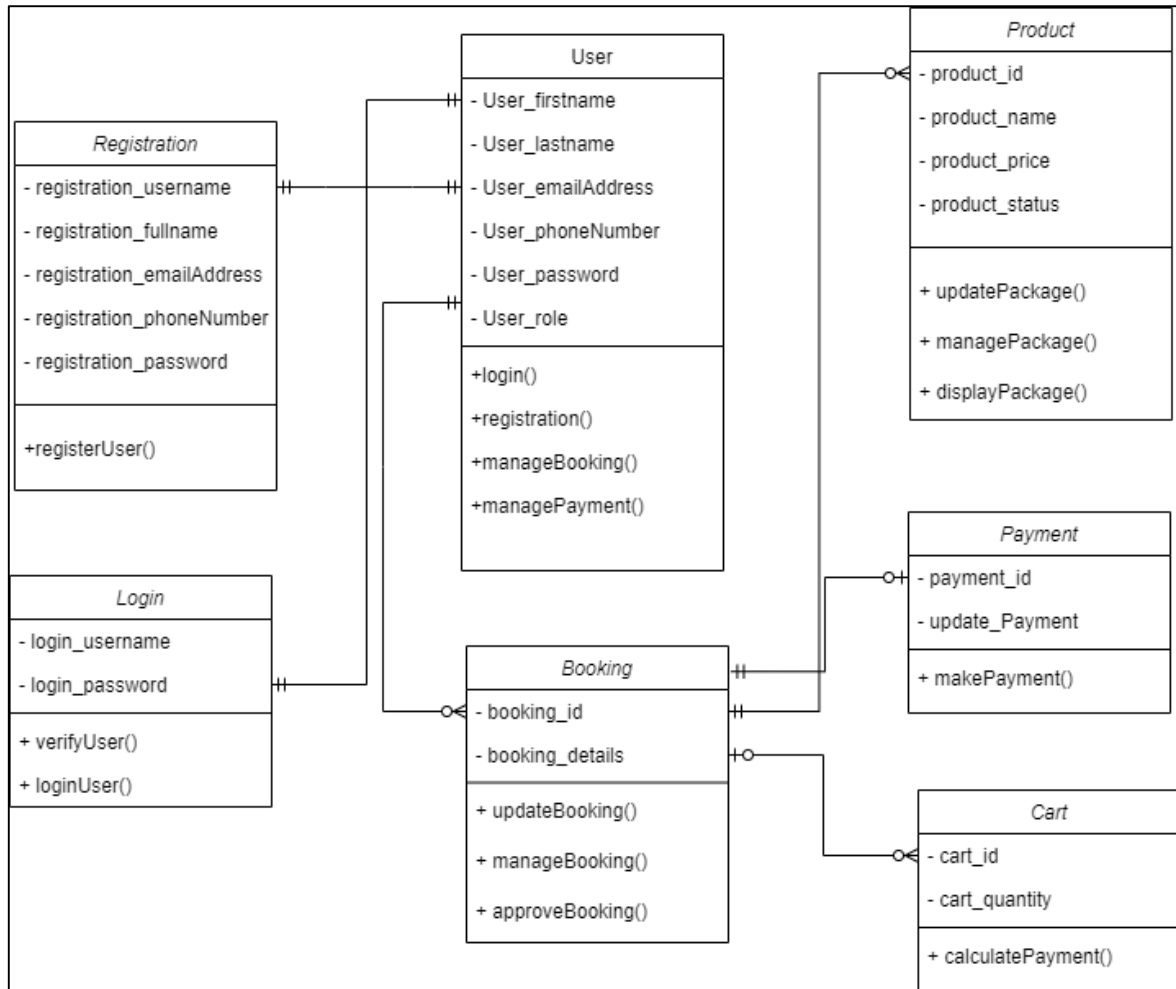 Registration
- registration_username
- registration_fullname
- registration_emailAddress
- registration_phoneNumber
- registration_password
+registerUser()
Login
- login_username
- login_password
+ verifyUser()
+ loginUser()
User
- User_firstname
- User_lastname
- User_emailAddress
- User_phoneNumber
- User_password
- User_role
+login()
+registration()
+manageBooking()
+managePayment()
Booking
- booking_id
- booking_details
+ updateBooking()
+ manageBooking()
+ approveBooking()
Product
- product_id
- product_name
- product_price
- product_status
+ updatePackage()
+ managePackage()
+ displayPackage()
Payment
- payment_id
- update_Payment
+ makePayment()
Cart
- cart_id
- cart_quantity
+ calculatePayment()